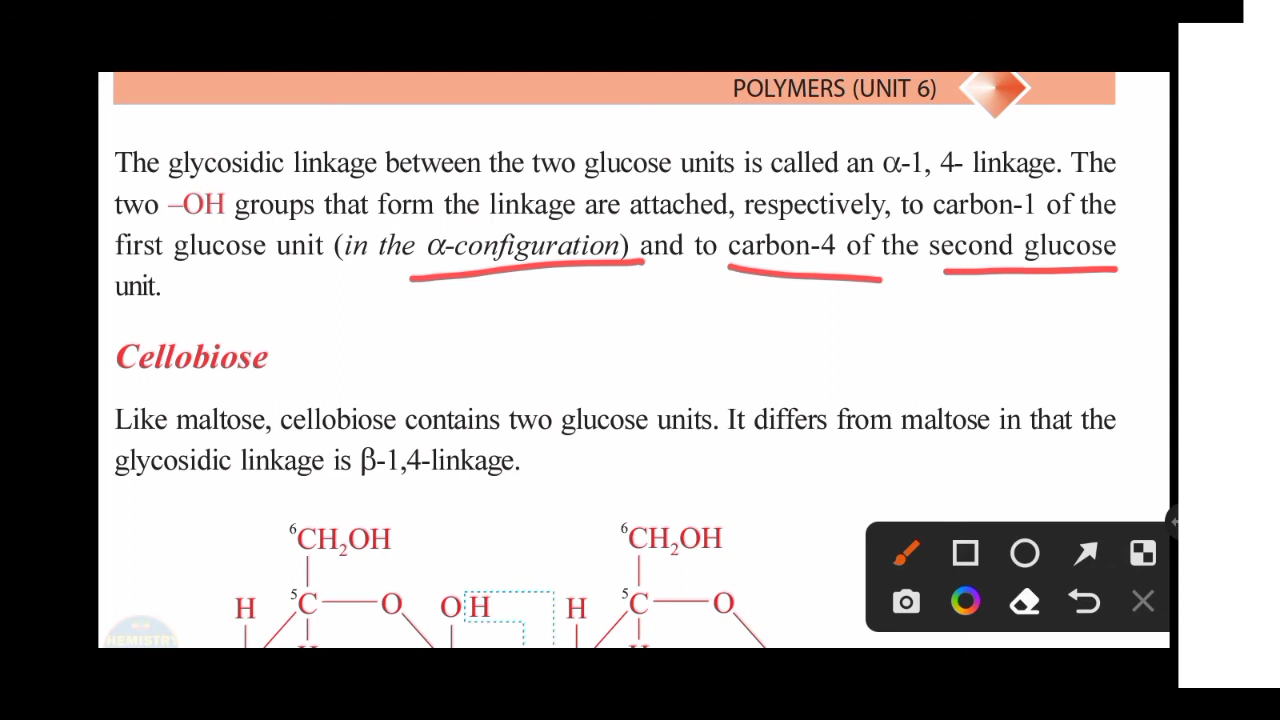 POLYMERS (UNIT 6)
The glycosidic linkage between the two glucose units is called an α-1, 4- linkage. The
two –OH groups that form the linkage are attached, respectively, to carbon-1 of the
first glucose unit (in the α-configuration) and to carbon-4 of the second glucose
unit.
Cellobiose
Like maltose, cellobiose contains two glucose units. It differs from maltose in that the
glycosidic linkage is β-1,4-linkage.
⁶CH₂OH ⁶CH₂OH
H ⁵C O OH H ⁵C O
HEMISTRY
H H